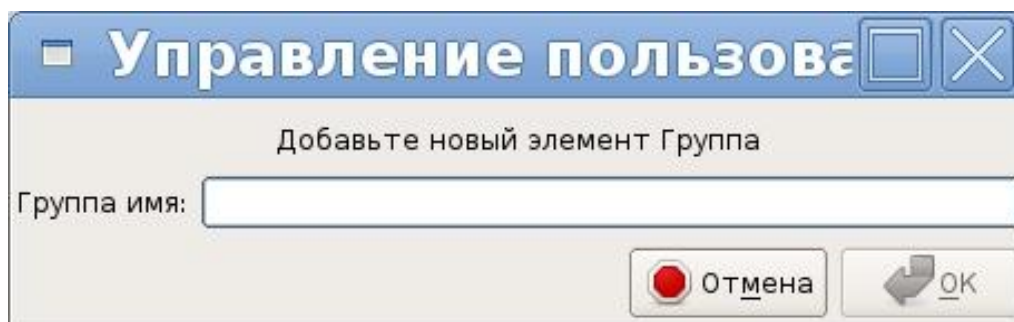 Управление пользова
Добавьте новый элемент Группа
Группа имя:
Отмена OK